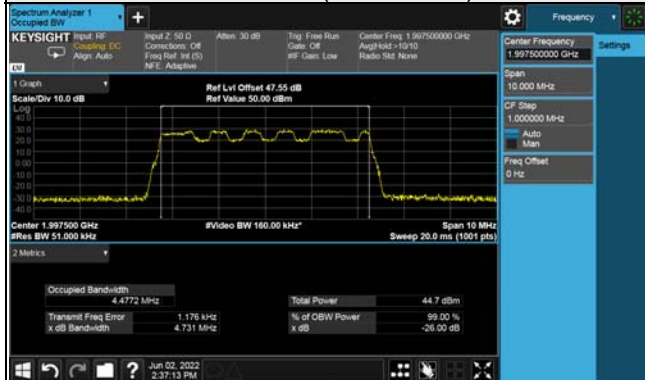 Spectrum Analyzer 1
Occupied BW
+
Frequency
KEYSIGHT Input: RF
Coupling: DC
Align: Auto
Input Z: 50 Ω
Corrections: Off
Freq Ref: Int (S)
NFE: Adaptive
Atten: 30 dB
Trig: Free Run
Gate: Off
#IF Gain: Low
Center Freq: 1.997500000 GHz
Avg|Hold:>10/10
Radio Std: None
Center Frequency
1.997500000 GHz
Settings
Span
10.000 MHz
CF Step
1.000000 MHz
Auto
Man
Freq Offset
0 Hz
1 Graph
Scale/Div 10.0 dB
Ref Lvl Offset 47.55 dB
Ref Value 50.00 dBm
Log
40.0
30.0
20.0
10.0
0.00
-10.0
-20.0
-30.0
-40.0
Center 1.997500 GHz
#Res BW 51.000 kHz
#Video BW 160.00 kHz*
Span 10 MHz
Sweep 20.0 ms (1001 pts)
2 Metrics
Occupied Bandwidth
4.4772 MHz
Total Power 44.7 dBm
Transmit Freq Error 1.176 kHz
% of OBW Power 99.00 %
x dB Bandwidth 4.731 MHz
x dB -26.00 dB
?
Jun 02, 2022
2:37:13 PM